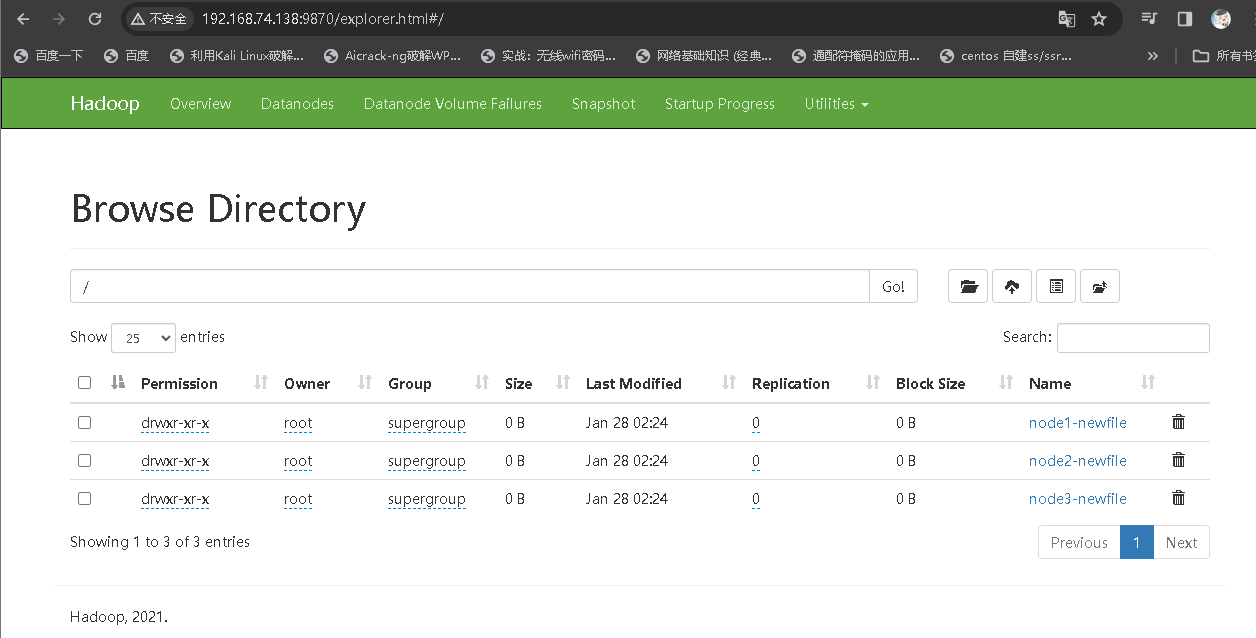 不安全 192.168.74.138:9870/explorer.html#/
百度一下 百度 利用Kali Linux破解... Aicrack-ng破解WP... 实战：无线wifi密码... 网络基础知识 (经典... 通配符掩码的应用... centos 自建ss/ssr... » 所有书签
Hadoop Overview Datanodes Datanode Volume Failures Snapshot Startup Progress Utilities
Browse Directory
/ Go!
Show 25 entries Search:
Permission Owner Group Size Last Modified Replication Block Size Name
drwxr-xr-x root supergroup 0 B Jan 28 02:24 0 0 B node1-newfile
drwxr-xr-x root supergroup 0 B Jan 28 02:24 0 0 B node2-newfile
drwxr-xr-x root supergroup 0 B Jan 28 02:24 0 0 B node3-newfile
Showing 1 to 3 of 3 entries Previous 1 Next
Hadoop, 2021.